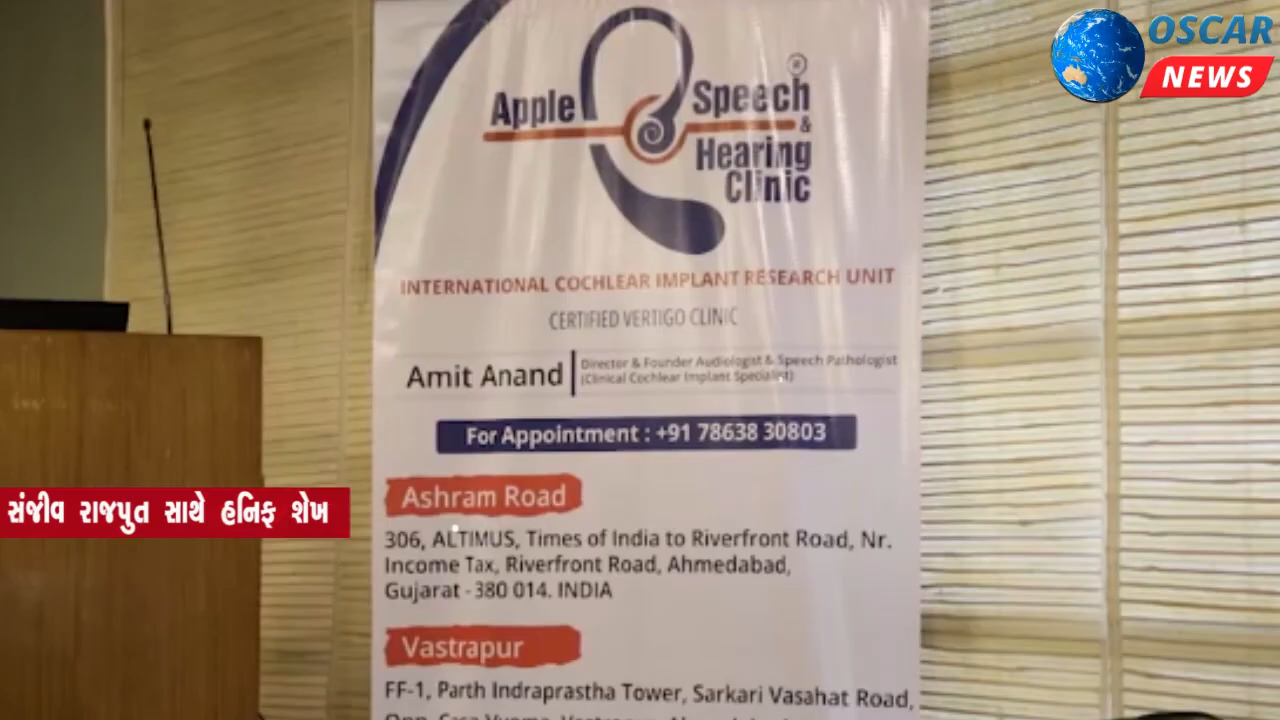 OSCAR
NEWS
Apple Speech
&
Hearing
Clinic
INTERNATIONAL COCHLEAR IMPLANT RESEARCH UNIT
CERTIFIED VERTIGO CLINIC
Amit Anand
Director & Founder Audiologist & Speech Pathologist
(Clinical Cochlear Implant Specialist)
For Appointment : +91 78638 30803
Ashram Road
306, ALTIMUS, Times of India to Riverfront Road, Nr.
Income Tax, Riverfront Road, Ahmedabad,
Gujarat - 380 014. INDIA
Vastrapur
FF-1, Parth Indraprastha Tower, Sarkari Vasahat Road,
સંજીવ રાજપુત સાથે હનિફ શેખ